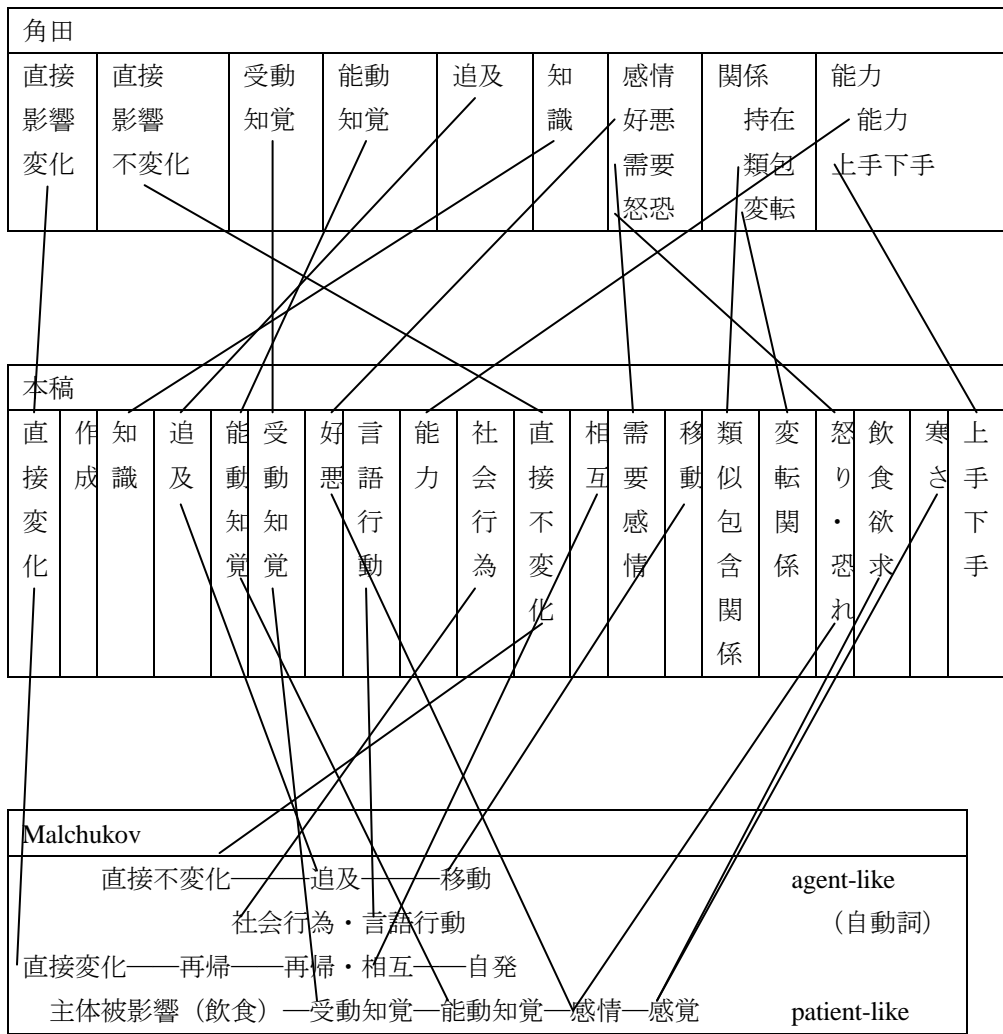 角田
直接 直接 受動 能動 追及 知 感情 関係 能力
影響 影響 知覚 知覚 識 好悪 持在 能力
変化 不変化 需要 類包 上手下手
怒恐 変転
本稿
直接変化 作成 知識 追及 能動知覚 受動知覚 好悪 言語行動 能力 社会行為 直接不変化 相互 需要感情 移動 類似包含関係 変転関係 怒り・恐れ 飲食欲求 寒さ 上手下手
Malchukov
直接不変化―――追及―――移動 agent-like
社会行為・言語行動 （自動詞）
直接変化――再帰――再帰・相互――自発
主体被影響（飲食）―受動知覚―能動知覚―感情―感覚 patient-like